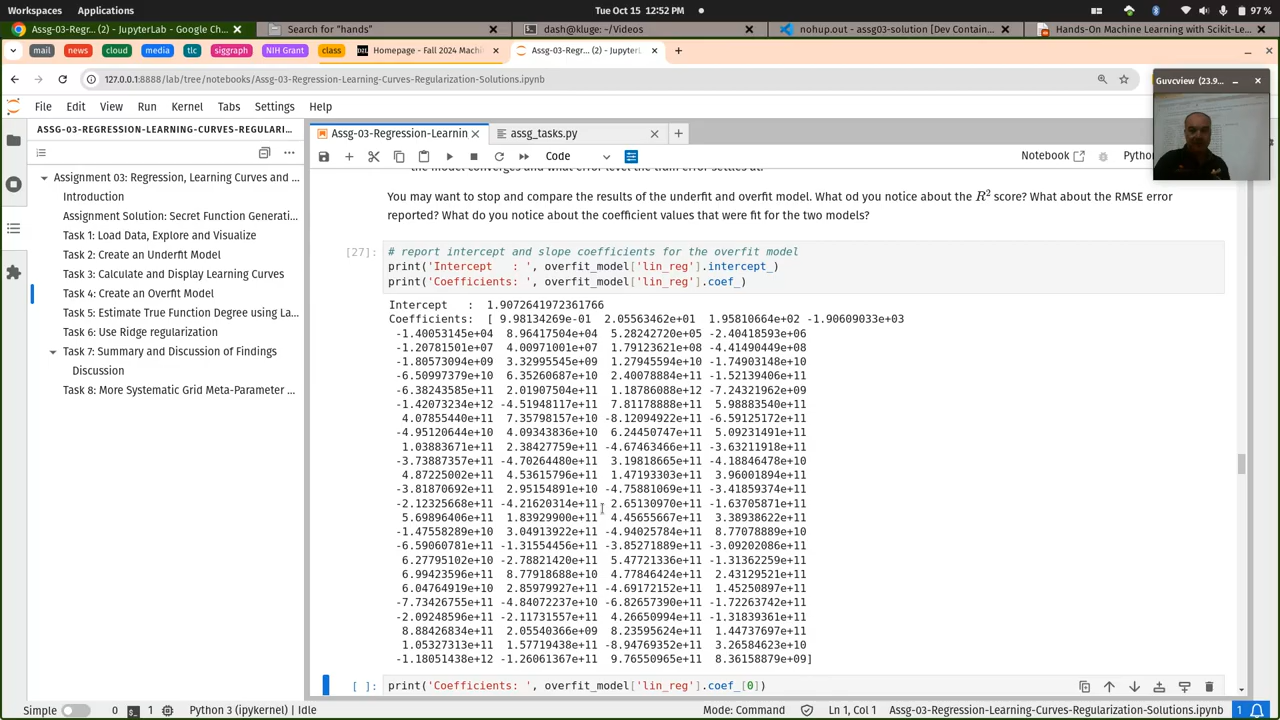 Workspaces Applications Tue Oct 15 12:52 PM 97 %
Assg-03-Regr... (2) - JupyterLab - Google Ch... Assg-Search for "hands" dash@kluge: ~/Videos nohup.out - assg03-solution [Dev Contain... Hands-On Machine Learning with Scikit-Le...
mail news cloud media tlc siggraph NIH Grant class Homepage - Fall 2024 Machi Assg-03-Regr... (2) - Jupyter
127.0.0.1:8888/lab/tree/notebooks/Assg-03-Regression-Learning-Curves-Regularization-Solutions.ipynb
Guvcview (23.9...
File Edit View Run Kernel Tabs Settings Help
ASSG-03-REGRESSION-LEARNING-CURVES-REGULARI...
Assg-03-Regression-Learnin assg_tasks.py
Code Notebook Python
Assignment 03: Regression, Learning Curves and ...
Introduction
Assignment Solution: Secret Function Generati...
Task 1: Load Data, Explore and Visualize
Task 2: Create an Underfit Model
Task 3: Calculate and Display Learning Curves
Task 4: Create an Overfit Model
Task 5: Estimate True Function Degree using La...
Task 6: Use Ridge regularization
Task 7: Summary and Discussion of Findings
Discussion
Task 8: More Systematic Grid Meta-Parameter ...
the model converges and what error level the train error settles at.
You may want to stop and compare the results of the underfit and overfit model. What od you notice about the R² score? What about the RMSE error
reported? What do you notice about the coefficient values that were fit for the two models?
[27]: # report intercept and slope coefficients for the overfit model
print('Intercept   : ', overfit_model['lin_reg'].intercept_)
print('Coefficients: ', overfit_model['lin_reg'].coef_)
Intercept   :  1.9072641972361766
Coefficients:  [ 9.98134269e-01  2.05563462e+01  1.95810664e+02 -1.90609033e+03
-1.40053145e+04  8.96417504e+04  5.28242720e+05 -2.40418593e+06
-1.20781501e+07  4.00971001e+07  1.79123621e+08 -4.41490449e+08
-1.80573094e+09  3.32995545e+09  1.27945594e+10 -1.74903148e+10
-6.50997379e+10  6.35260687e+10  2.40078884e+11 -1.52139406e+11
-6.38243585e+11  2.01907504e+11  1.18786088e+12 -7.24321962e+09
-1.42073234e+12 -4.51948117e+11  7.81118888e+11  5.98883540e+11
4.07855440e+11  7.35798157e+10 -8.12094922e+11 -6.59125172e+11
-4.95120644e+10  4.09343836e+10  6.24450747e+11  5.09231491e+11
1.03883671e+11  2.38427759e+11 -4.67463466e+11 -3.63211918e+11
-3.73887357e+11 -4.70264480e+11  3.19818665e+11 -4.18846478e+10
4.87225002e+11  4.53615796e+11  1.47193303e+11  3.96001894e+11
-3.81870692e+11  2.95154891e+10 -4.75881069e+11 -3.41859374e+11
-2.12325668e+11 -4.21620314e+11  2.65130970e+11 -1.63705871e+11
5.69896406e+11  1.83929900e+11  4.45655667e+11  3.38938622e+11
-1.47558289e+10  3.04913922e+11 -4.94025784e+11  8.77078889e+10
-6.59060781e+11 -1.31554456e+11 -3.85271889e+11 -3.09202086e+11
6.27795102e+10 -2.78821420e+11  5.47721336e+11 -1.31362259e+11
6.99423596e+11  8.77918688e+10  4.77846424e+11  2.43129521e+11
6.04769410e+11  2.85979927e+11 -4.69172152e+11  1.45250897e+11
-7.73426755e+11 -4.84072237e+10 -6.82657390e+11 -1.72263742e+11
-2.09248596e+11 -2.11731557e+11  4.26650994e+11 -1.31839361e+11
8.88426834e+11  2.05540366e+09  8.23595624e+11  1.44737697e+11
1.05327313e+11  1.57719438e+11 -8.94769352e+11  3.26584623e+10
-1.18051438e+12 -1.26061367e+11  9.76550965e+11  8.36158879e+09]
[ ]: print('Coefficients: ', overfit_model['lin_reg'].coef_[0])
Simple 0 1 Python 3 (ipykernel) | Idle Mode: Command Ln 1, Col 1 Assg-03-Regression-Learning-Curves-Regularization-Solutions.ipynb 1